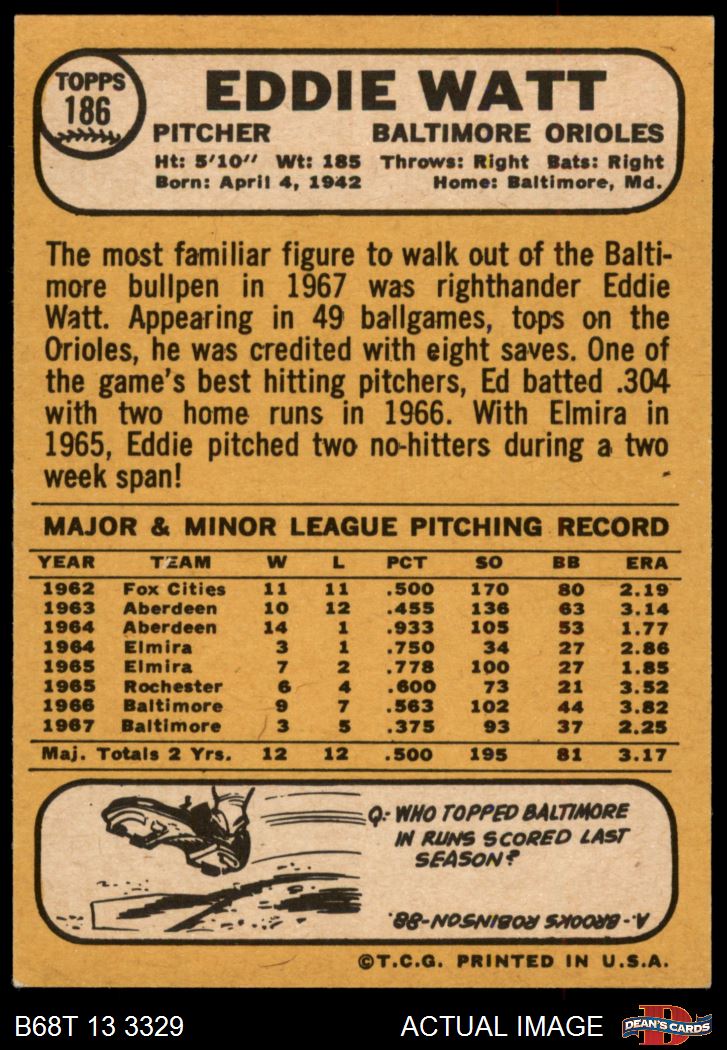 TOPPS
186
EDDIE WATT
PITCHER BALTIMORE ORIOLES
Ht: 5'10" Wt: 185 Throws: Right Bats: Right
Born: April 4, 1942 Home: Baltimore, Md.
The most familiar figure to walk out of the Balti-
more bullpen in 1967 was righthander Eddie
Watt. Appearing in 49 ballgames, tops on the
Orioles, he was credited with eight saves. One of
the game's best hitting pitchers, Ed batted .304
with two home runs in 1966. With Elmira in
1965, Eddie pitched two no-hitters during a two
week span!
MAJOR & MINOR LEAGUE PITCHING RECORD
YEAR TEAM W L PCT SO BB ERA
1962 Fox Cities 11 11 .500 170 80 2.19
1963 Aberdeen 10 12 .455 136 63 3.14
1964 Aberdeen 14 1 .933 105 53 1.77
1964 Elmira 3 1 .750 34 27 2.86
1965 Elmira 7 2 .778 100 27 1.85
1965 Rochester 6 4 .600 73 21 3.52
1966 Baltimore 9 7 .563 102 44 3.82
1967 Baltimore 3 5 .375 93 37 2.25
Maj. Totals 2 Yrs. 12 12 .500 195 81 3.17
Q: WHO TOPPED BALTIMORE
IN RUNS SCORED LAST
SEASON?
A- BROOKS ROBINSON-88.
©T.C.G. PRINTED IN U.S.A.
B68T 13 3329 ACTUAL IMAGE
D
DEAN'S CARDS